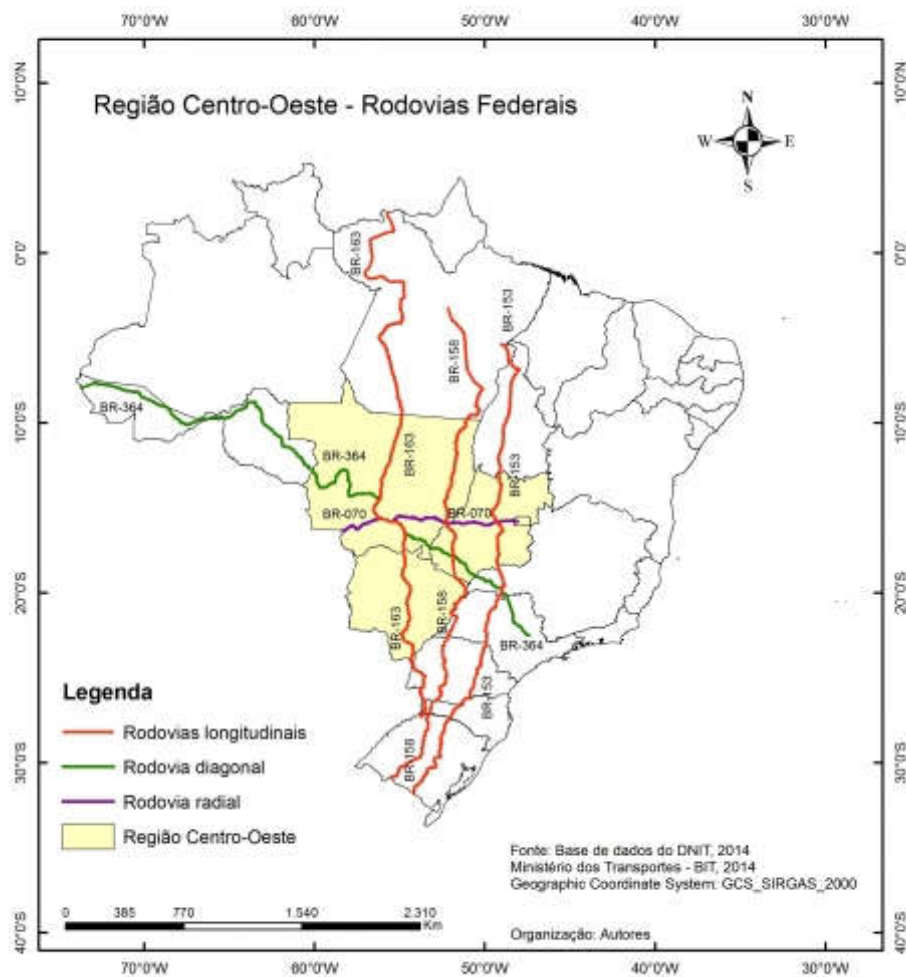 70°0'W 60°0'W 50°0'W 40°0'W 30°0'W
Região Centro-Oeste - Rodovias Federais
N
W E
S
10°0'N
10°0'N
0°0'
0°0'
10°0'S
10°0'S
20°0'S
20°0'S
30°0'S
30°0'S
40°0'S
40°0'S
BR-163
BR-153
BR-158
BR-364
BR-364
BR-163
BR-153
BR-070
BR-070
BR-163
BR-158
BR-364
BR-153
BR-158
Legenda
Rodovias longitudinais
Rodovia diagonal
Rodovia radial
Região Centro-Oeste
Fonte: Base de dados do DNIT, 2014
Ministério dos Transportes - BIT, 2014
Geographic Coordinate System: GCS_SIRGAS_2000
0 385 770 1.540 2.310
Km
Organização: Autores
70°0'W 60°0'W 50°0'W 40°0'W 30°0'W